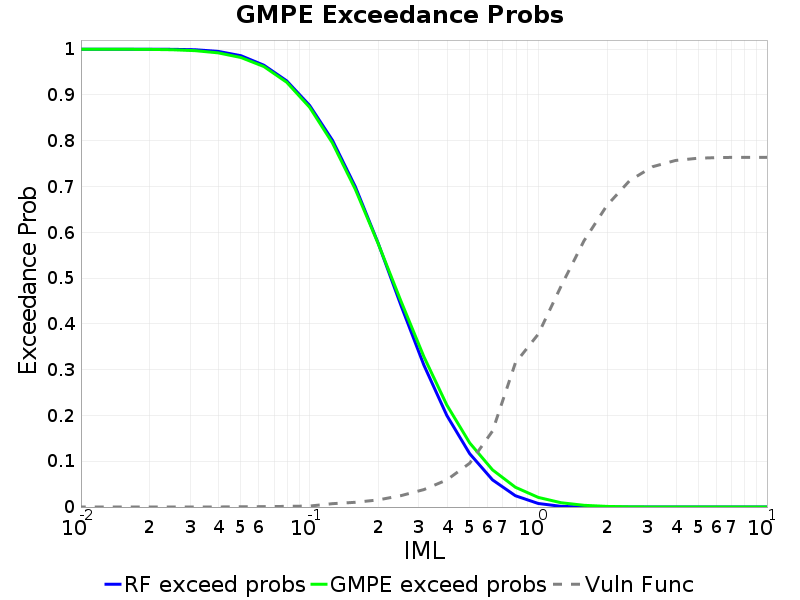 GMPE Exceedance Probs
Exceedance Prob
1
0.9
0.8
0.7
0.6
0.5
0.4
0.3
0.2
0.1
0
10-2 2 3 4 5 6 10-1 2 3 4 5 6 7 100 2 3 4 5 6 7 101
IML
RF exceed probs GMPE exceed probs Vuln Func